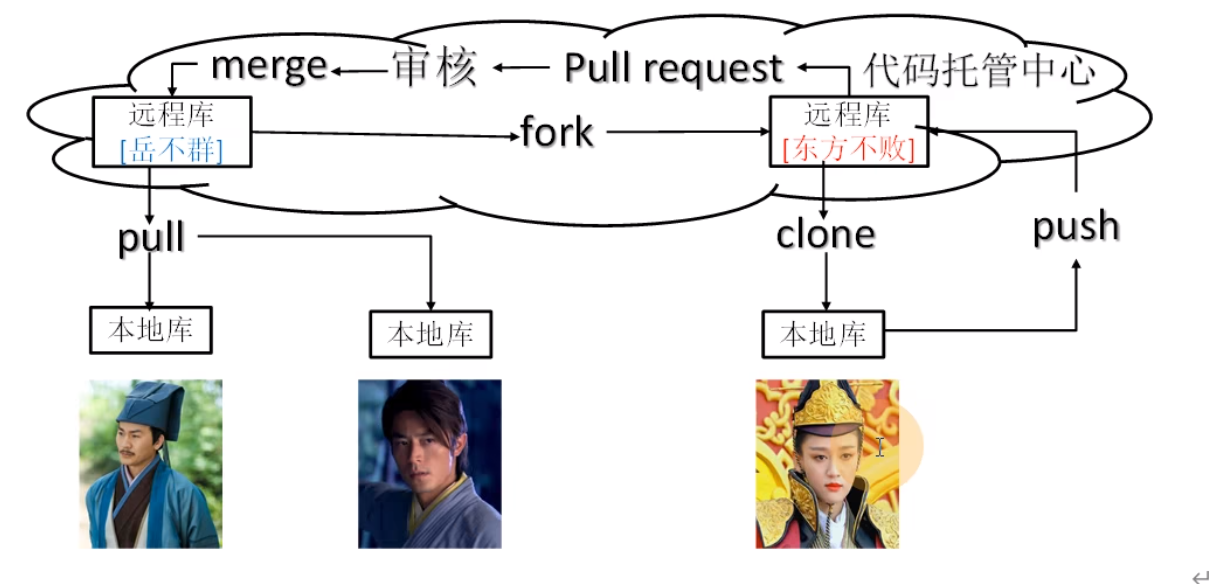 merge
审核
Pull request
代码托管中心
远程库
[岳不群]
fork
远程库
[东方不败]
pull
clone
push
本地库
本地库
本地库